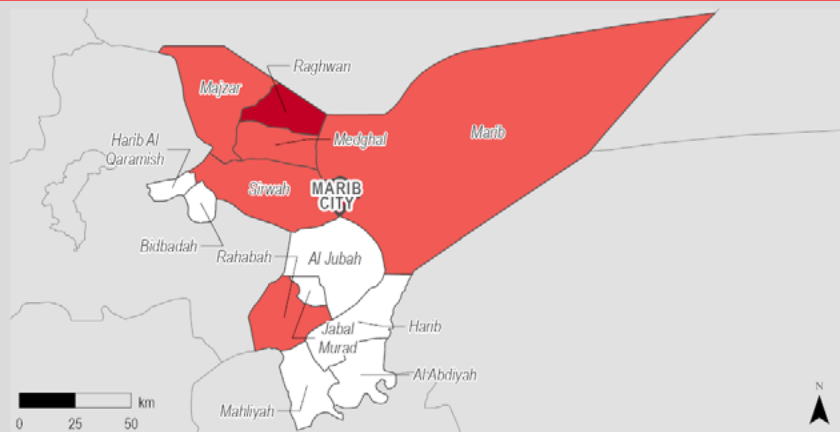 Raghwan
Majzar
Marib
Medghal
Harib Al
Qaramish
Sirwah
MARIB
CITY
Bidbadah
Rahabah
Al Jubah
Harib
Jabal
Murad
Al Abdiyah
Mahliyah
N
km
0 25 50